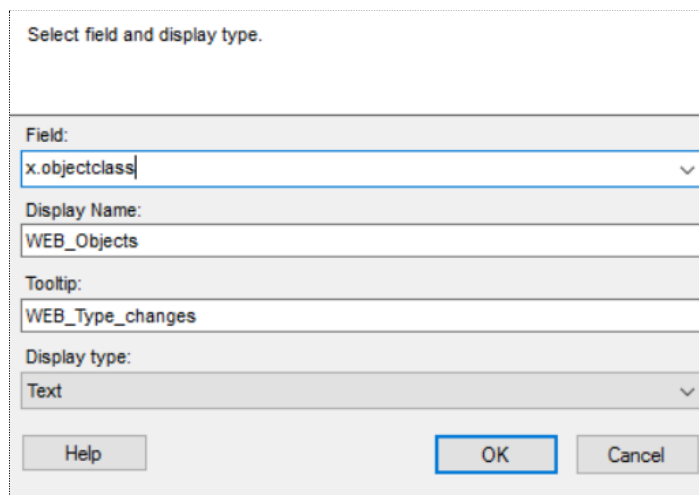 Select field and display type.
Field:
x.objectclass
Display Name:
WEB_Objects
Tooltip:
WEB_Type_changes
Display type:
Text
Help OK Cancel